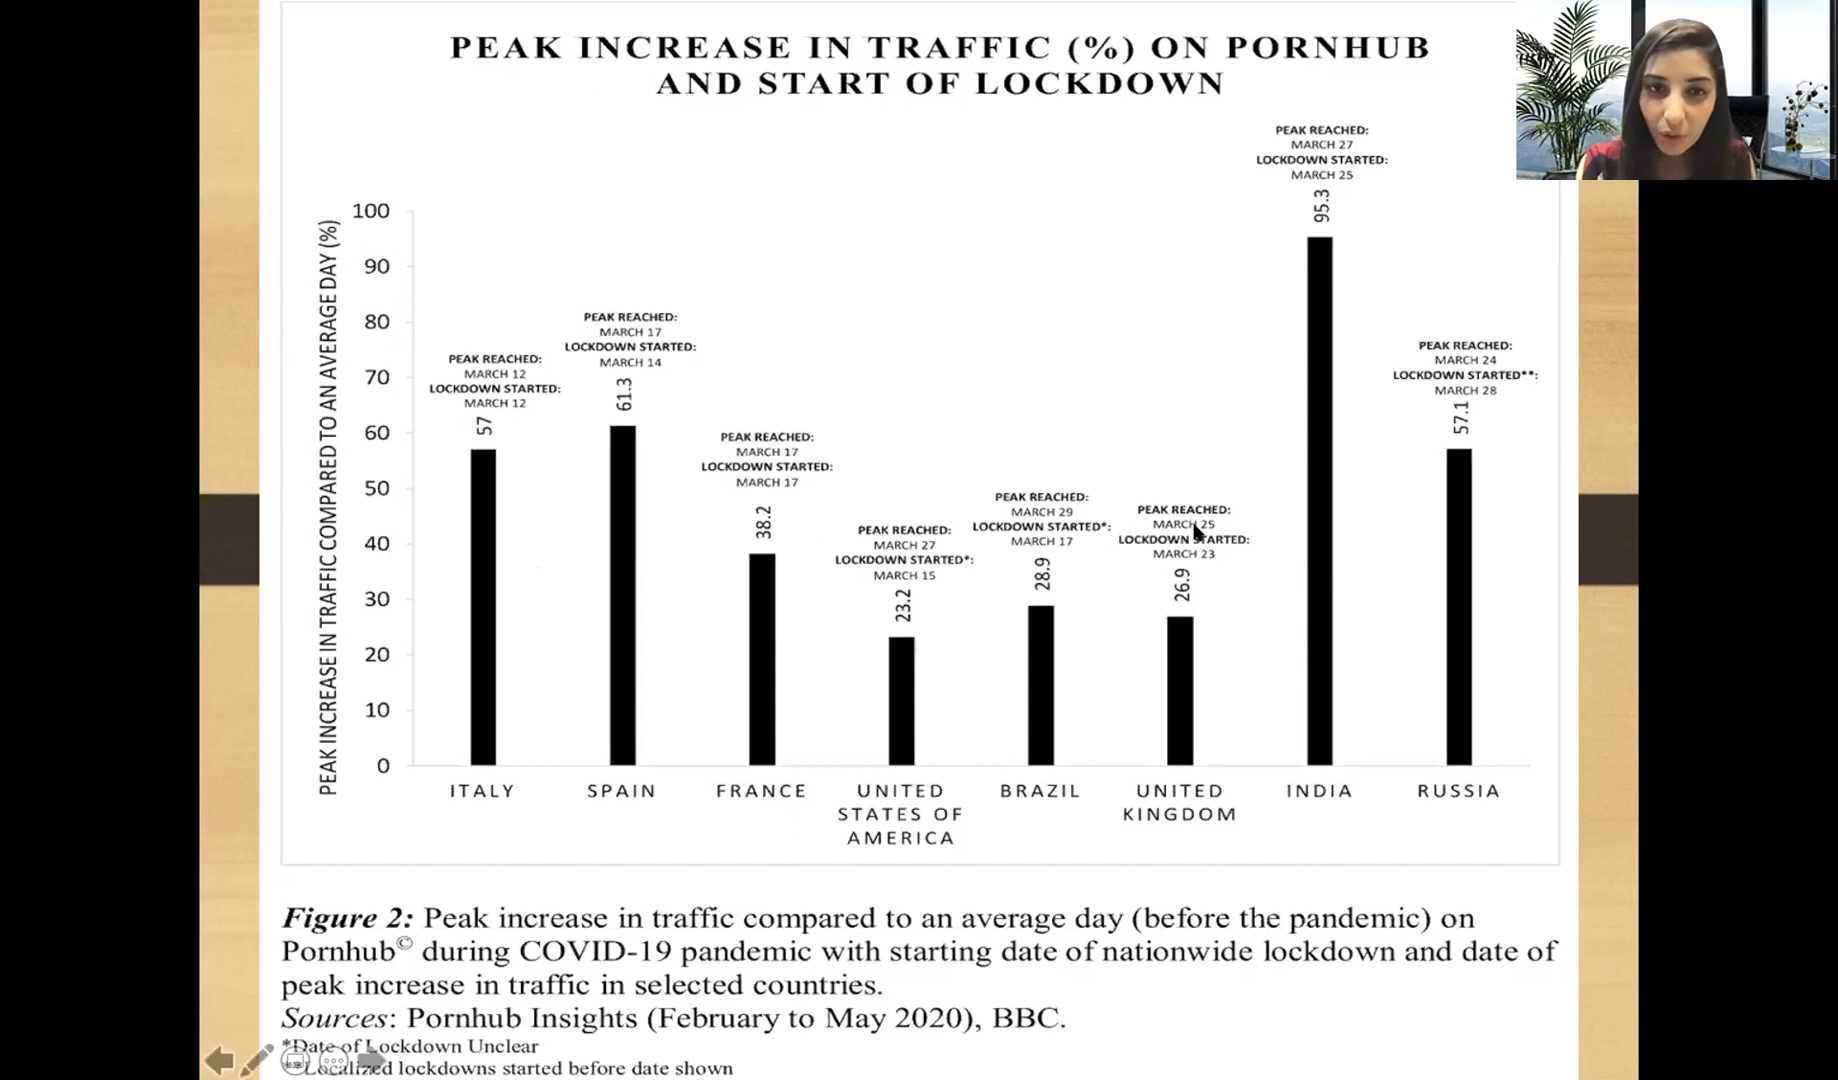 PEAK INCREASE IN TRAFFIC (%) ON PORNHUB
AND START OF LOCKDOWN
PEAK INCREASE IN TRAFFIC COMPARED TO AN AVERAGE DAY (%)
100
90
80
70
60
50
40
30
20
10
0
PEAK REACHED:
MARCH 12
LOCKDOWN STARTED:
MARCH 12
57
PEAK REACHED:
MARCH 17
LOCKDOWN STARTED:
MARCH 14
61.3
PEAK REACHED:
MARCH 17
LOCKDOWN STARTED:
MARCH 17
38.2
PEAK REACHED:
MARCH 27
LOCKDOWN STARTED*:
MARCH 15
23.2
PEAK REACHED:
MARCH 29
LOCKDOWN STARTED*:
MARCH 17
28.9
PEAK REACHED:
MARCH 25
LOCKDOWN STARTED:
MARCH 23
26.9
PEAK REACHED:
MARCH 27
LOCKDOWN STARTED:
MARCH 25
95.3
PEAK REACHED:
MARCH 24
LOCKDOWN STARTED**:
MARCH 28
57.1
ITALY
SPAIN
FRANCE
UNITED
STATES OF
AMERICA
BRAZIL
UNITED
KINGDOM
INDIA
RUSSIA
Figure 2: Peak increase in traffic compared to an average day (before the pandemic) on
Pornhub© during COVID-19 pandemic with starting date of nationwide lockdown and date of
peak increase in traffic in selected countries.
Sources: Pornhub Insights (February to May 2020), BBC.
*Date of Lockdown Unclear
**Localized lockdowns started before date shown